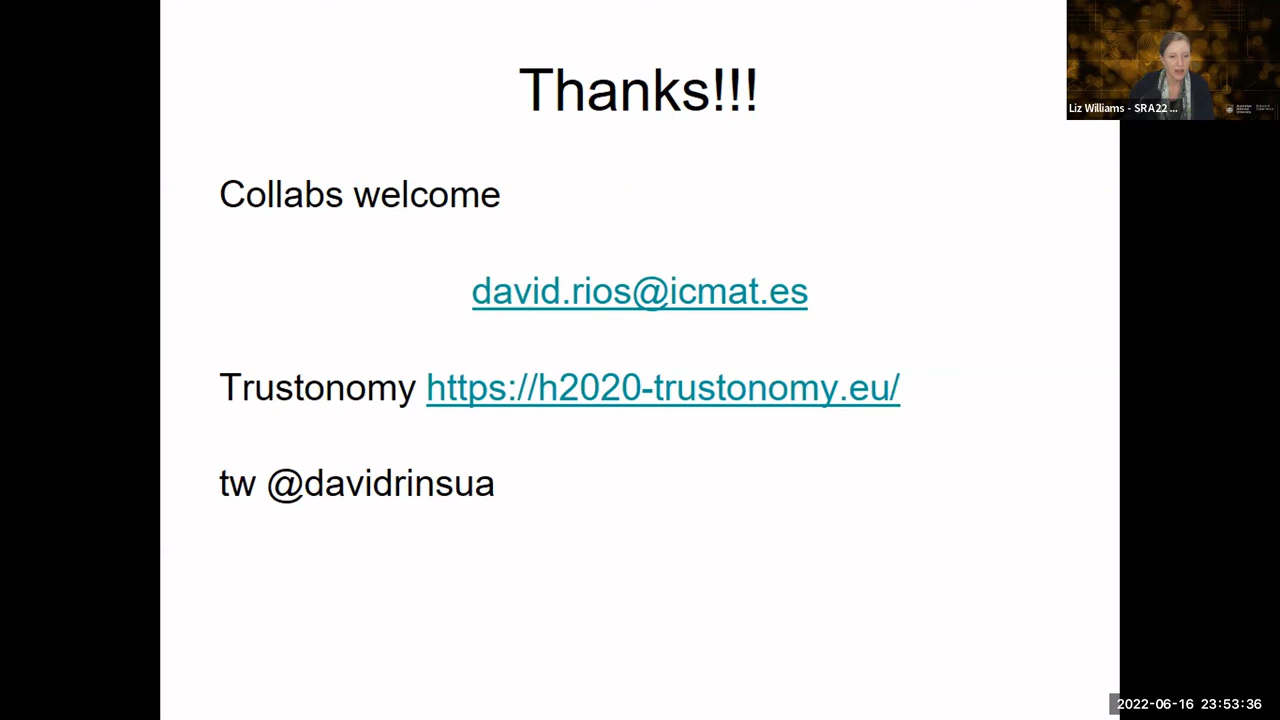 Thanks!!!
Liz Williams - SRA22 ...
Collabs welcome
david.rios@icmat.es
Trustonomy https://h2020-trustonomy.eu/
tw @davidrinsua
2022-06-16 23:53:36